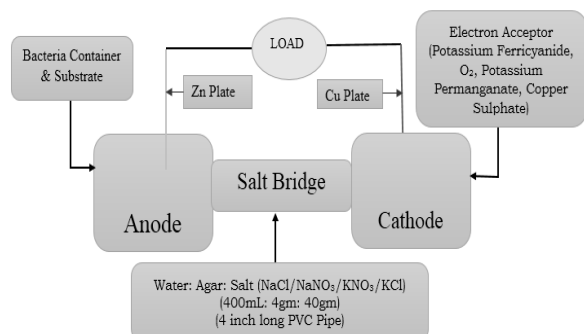 LOAD
Bacteria Container
& Substrate
Zn Plate
Cu Plate
Electron Acceptor
(Potassium Ferricyanide,
O₂, Potassium
Permanganate, Copper
Sulphate)
Anode
Salt Bridge
Cathode
Water: Agar: Salt (NaCl/NaNO₃/KNO₃/KCl)
(400mL: 4gm: 40gm)
(4 inch long PVC Pipe)